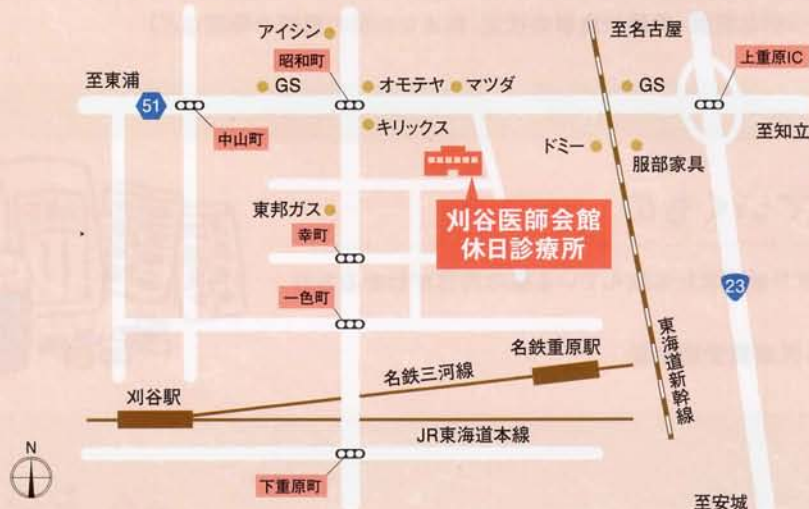 アイシン
至名古屋
昭和町
上重原IC
至東浦
GS
オモテヤ
マツダ
GS
51
中山町
キリックス
至知立
ドミー
服部家具
東邦ガス
刈谷医師会館
休日診療所
幸町
23
一色町
名鉄重原駅
東海道新幹線
名鉄三河線
刈谷駅
JR東海道本線
N
下重原町
至安城